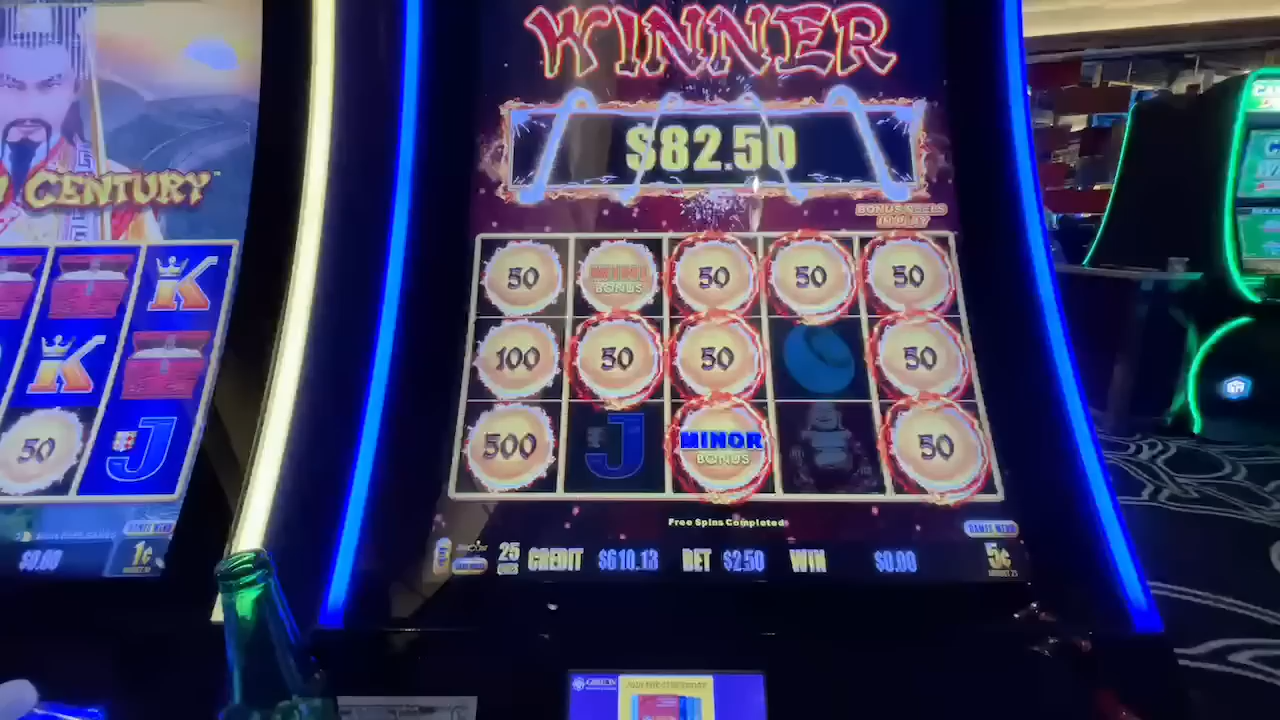 WINNER
$82.50
CENTURY
BONUS REELS
IN PLAY
50
MINI
BONUS
50
50
50
K
100
50
50
50
K
500
J
MINOR
BONUS
50
50
J
Free Spins Completed
GAMES MENU
GAMES MENU
$0.00
1¢
25
CREDIT $610.13 BET $2.50 WIN $0.00
5¢